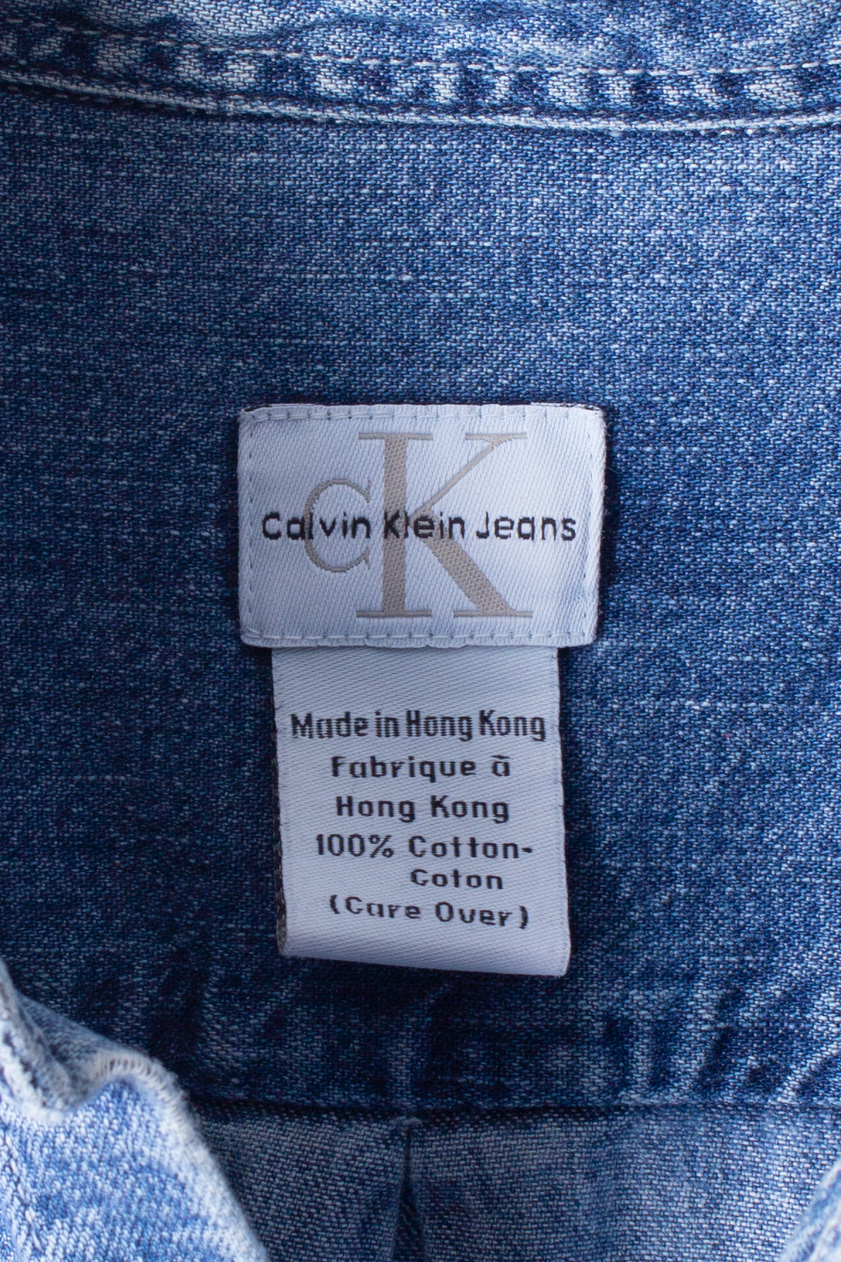 cK
Calvin Klein Jeans
Made in Hong Kong
Fabrique à
Hong Kong
100% Cotton-
Coton
(Care Over)